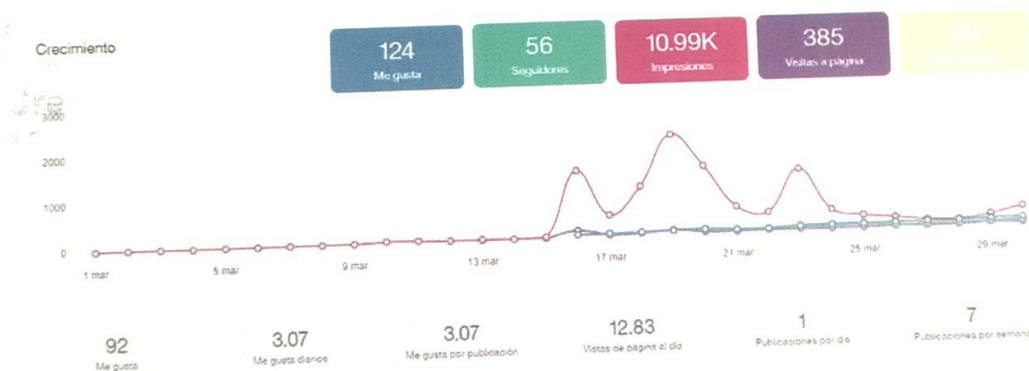 Crecimiento
124
Me gusta
56
Seguidores
10.99K
Impresiones
385
Visitas a página
3000
2000
1000
0
1 mar
5 mar
9 mar
13 mar
17 mar
21 mar
25 mar
29 mar
92
Me gusta
3.07
Me gusta diarios
3.07
Me gusta por publicación
12.83
Vistas de página al día
1
Publicaciones por día
7
Publicaciones por semana